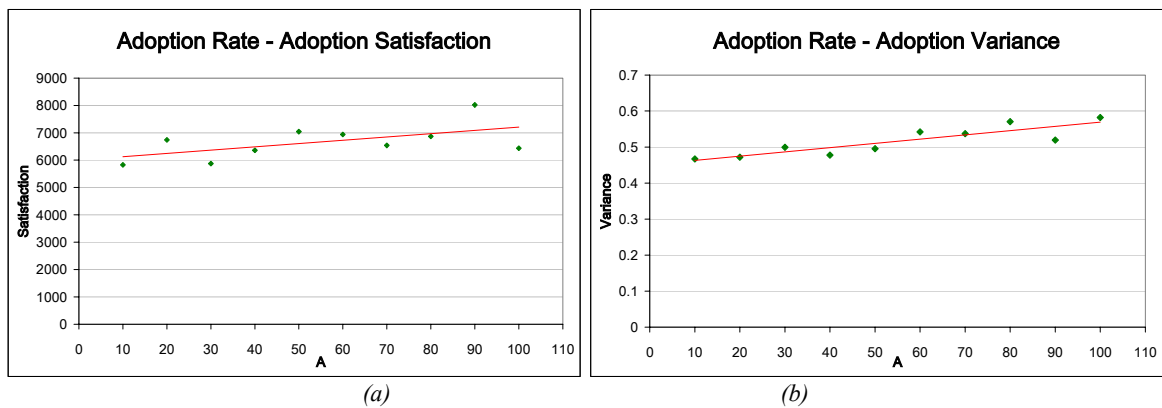 Adoption Rate - Adoption Satisfaction
9000
8000
7000
6000
5000
4000
3000
2000
1000
0
Satisfaction
0 10 20 30 40 50 60 70 80 90 100 110
A
(a)
Adoption Rate - Adoption Variance
0.7
0.6
0.5
0.4
0.3
0.2
0.1
0
Variance
0 10 20 30 40 50 60 70 80 90 100 110
A
(b)